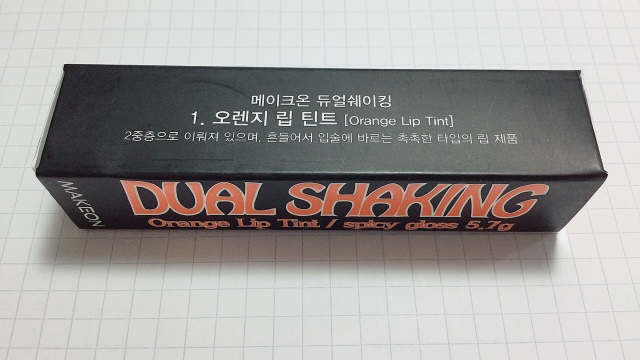 메이크온 듀얼쉐이킹
1. 오렌지 립 틴트 [Orange Lip Tint]
2중층으로 이뤄져 있으며, 흔들어서 입술에 바르는 촉촉한 타입의 립 제품
MAKEON
DUAL SHAKING
Orange Lip Tint / spicy gloss 5.7g